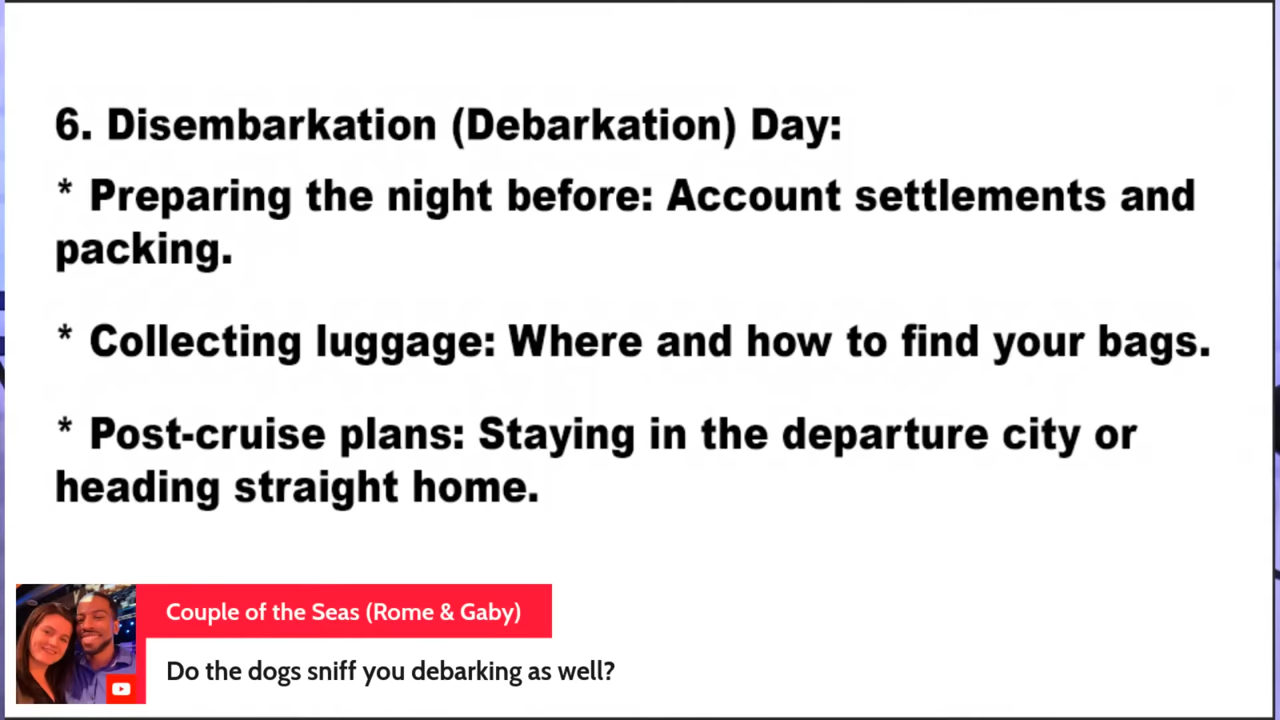 6. Disembarkation (Debarkation) Day:
* Preparing the night before: Account settlements and
packing.
* Collecting luggage: Where and how to find your bags.
* Post-cruise plans: Staying in the departure city or
heading straight home.
Couple of the Seas (Rome & Gaby)
Do the dogs sniff you debarking as well?